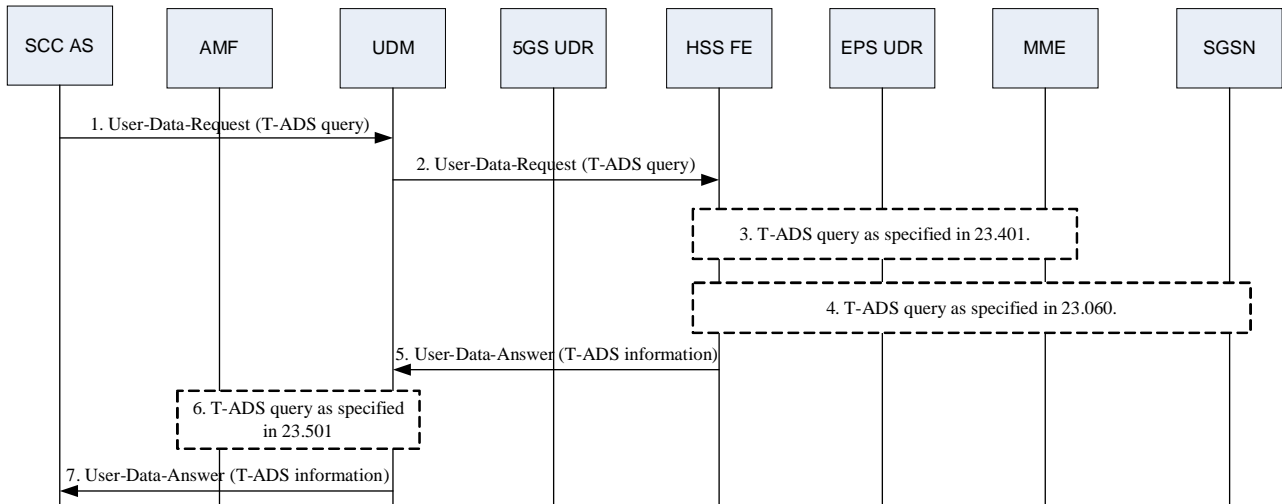 SCC AS
AMF
UDM
5GS UDR
HSS FE
EPS UDR
MME
SGSN
1. User-Data-Request (T-ADS query)
2. User-Data-Request (T-ADS query)
3. T-ADS query as specified in 23.401.
4. T-ADS query as specified in 23.060.
5. User-Data-Answer (T-ADS information)
6. T-ADS query as specified
in 23.501
7. User-Data-Answer (T-ADS information)